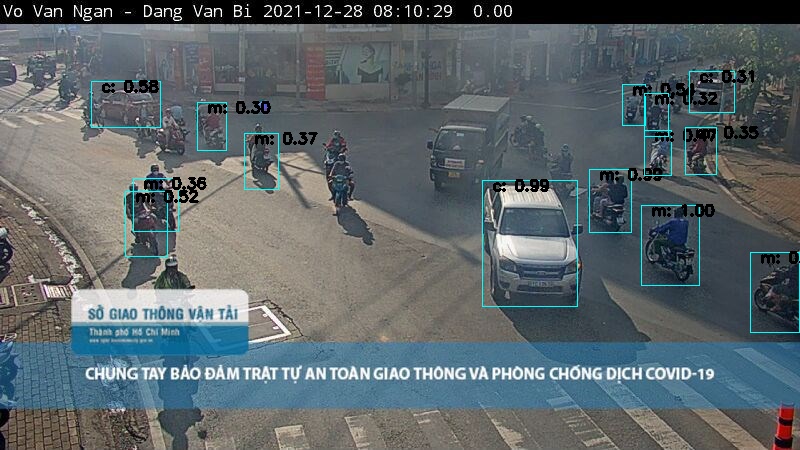 Vo Van Ngan - Dang Van Bi 2021-12-28 08:10:29 0.00
c: 0.31
c: 0.58
m: 0.30
m: 0.37
m: 0.35
m: 0.36
m: 0.52
c: 0.99
m: 1.00
SỞ GIAO THÔNG VẬN TẢI
Thành phố Hồ Chí Minh
CHUNG TAY BẢO ĐẢM TRẬT TỰ AN TOÀN GIAO THÔNG VÀ PHÒNG CHỐNG DỊCH COVID-19